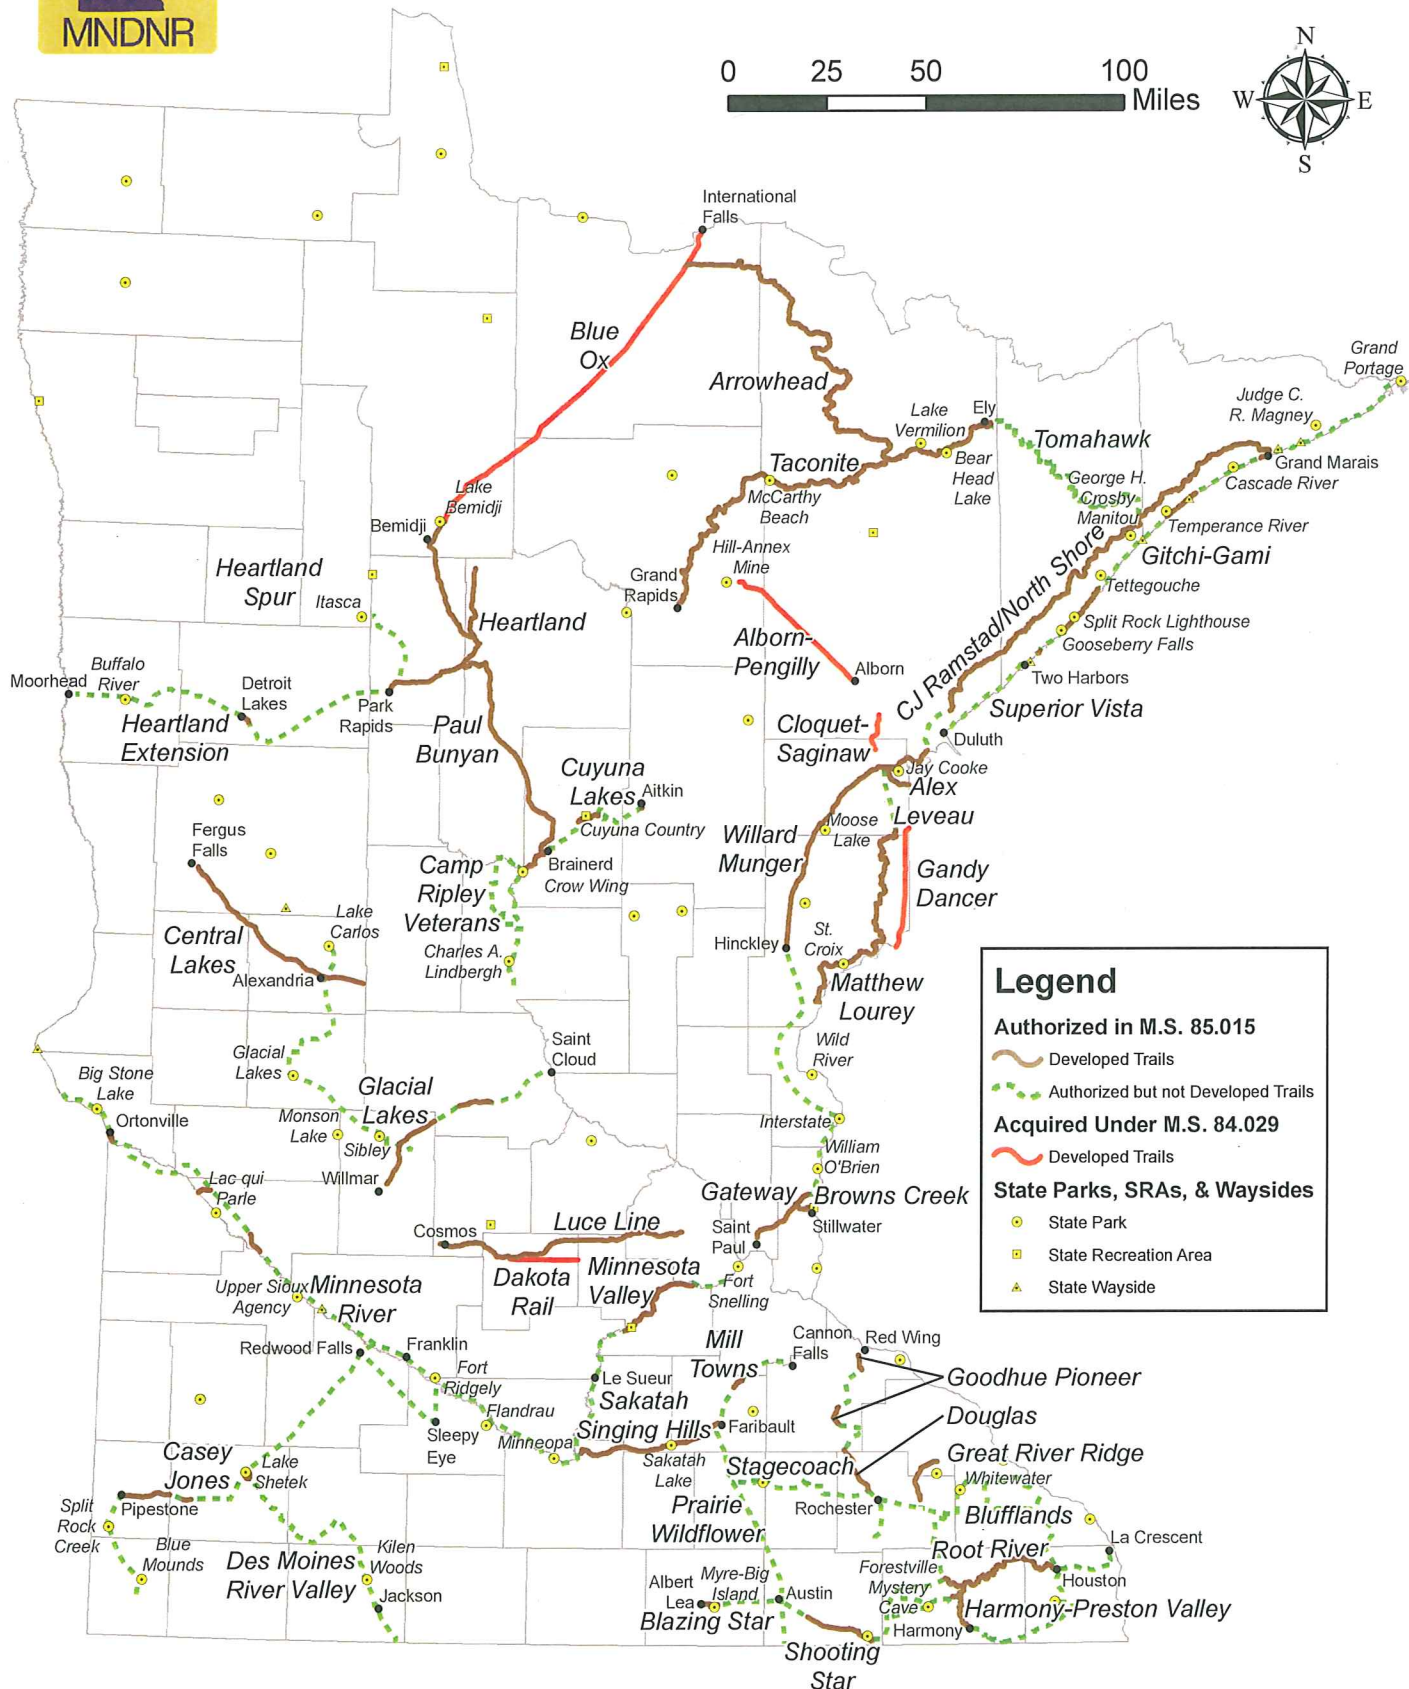 MNDNR
0 25 50 100
Miles
N
W E
S
International
Falls
Blue
Ox
Arrowhead
Grand
Portage
Judge C.
R. Magney
Lake
Vermilion
Ely
Tomahawk
Grand Marais
Taconite
Bear
Head
Lake
George H.
Crosby
Manitou
Cascade River
McCarthy
Beach
Lake
Bemidji
Bemidji
Temperance River
Hill-Annex
Mine
Gitchi-Gami
Heartland
Spur
Grand
Rapids
Tettegouche
Itasca
Heartland
CJ Ramstad/North Shore
Split Rock Lighthouse
Gooseberry Falls
Alborn-
Pengilly
Alborn
Buffalo
River
Moorhead
Detroit
Lakes
Two Harbors
Park
Rapids
Superior Vista
Heartland
Extension
Paul
Bunyan
Cloquet-
Saginaw
Duluth
Cuyuna
Lakes
Aitkin
Jay Cooke
Alex
Leveau
Cuyuna Country
Moose
Lake
Fergus
Falls
Willard
Munger
Brainerd
Crow Wing
Camp
Ripley
Veterans
Gandy
Dancer
Lake
Carlos
Central
Lakes
St.
Croix
Hinckley
Charles A.
Lindbergh
Alexandria
Matthew
Lourey
Legend
Authorized in M.S. 85.015
Developed Trails
Authorized but not Developed Trails
Acquired Under M.S. 84.029
Developed Trails
State Parks, SRAs, & Waysides
State Park
State Recreation Area
State Wayside
Saint
Cloud
Wild
River
Glacial
Lakes
Big Stone
Lake
Glacial
Lakes
Ortonville
Monson
Lake
Sibley
Interstate
William
O'Brien
Lac qui
Parle
Willmar
Gateway
Browns Creek
Stillwater
Cosmos
Luce Line
Saint
Paul
Dakota
Rail
Minnesota
Valley
Fort
Snelling
Upper Sioux
Agency
Minnesota
River
Mill
Towns
Cannon
Falls
Red Wing
Redwood Falls
Franklin
Fort
Ridgely
Le Sueur
Goodhue Pioneer
Sakatah
Singing Hills
Flandrau
Faribault
Douglas
Sleepy
Eye
Minneopa
Sakatah
Lake
Great River Ridge
Casey
Jones
Lake
Shetek
Stagecoach
Whitewater
Split
Rock
Creek
Pipestone
Prairie
Wildflower
Rochester
Blufflands
Blue
Mounds
Des Moines
River Valley
Kilen
Woods
Root River
La Crescent
Jackson
Albert
Lea
Myre-Big
Island
Austin
Forestville
Mystery
Cave
Houston
Blazing Star
Harmony-Preston Valley
Harmony
Shooting
Star